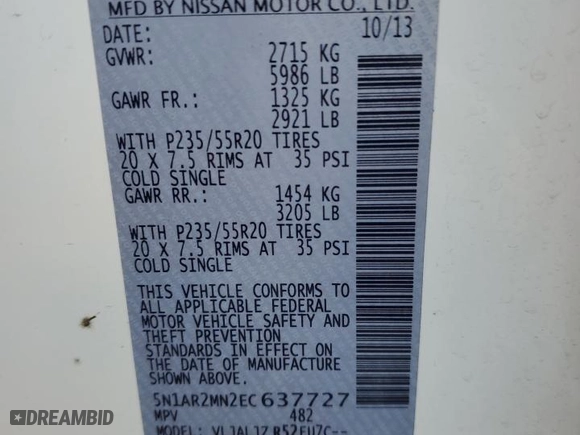 MFD BY NISSAN MOTOR CO., LTD.
DATE: 10/13
GVWR: 2715 KG
5986 LB
GAWR FR.: 1325 KG
2921 LB
WITH P235/55R20 TIRES
20 X 7.5 RIMS AT 35 PSI
COLD SINGLE
GAWR RR.: 1454 KG
3205 LB
WITH P235/55R20 TIRES
20 X 7.5 RIMS AT 35 PSI
COLD SINGLE
THIS VEHICLE CONFORMS TO
ALL APPLICABLE FEDERAL
MOTOR VEHICLE SAFETY AND
THEFT PREVENTION
STANDARDS IN EFFECT ON
THE DATE OF MANUFACTURE
SHOWN ABOVE.
5N1AR2MN2EC637727
MPV 482
MODEL:
DREAMBID